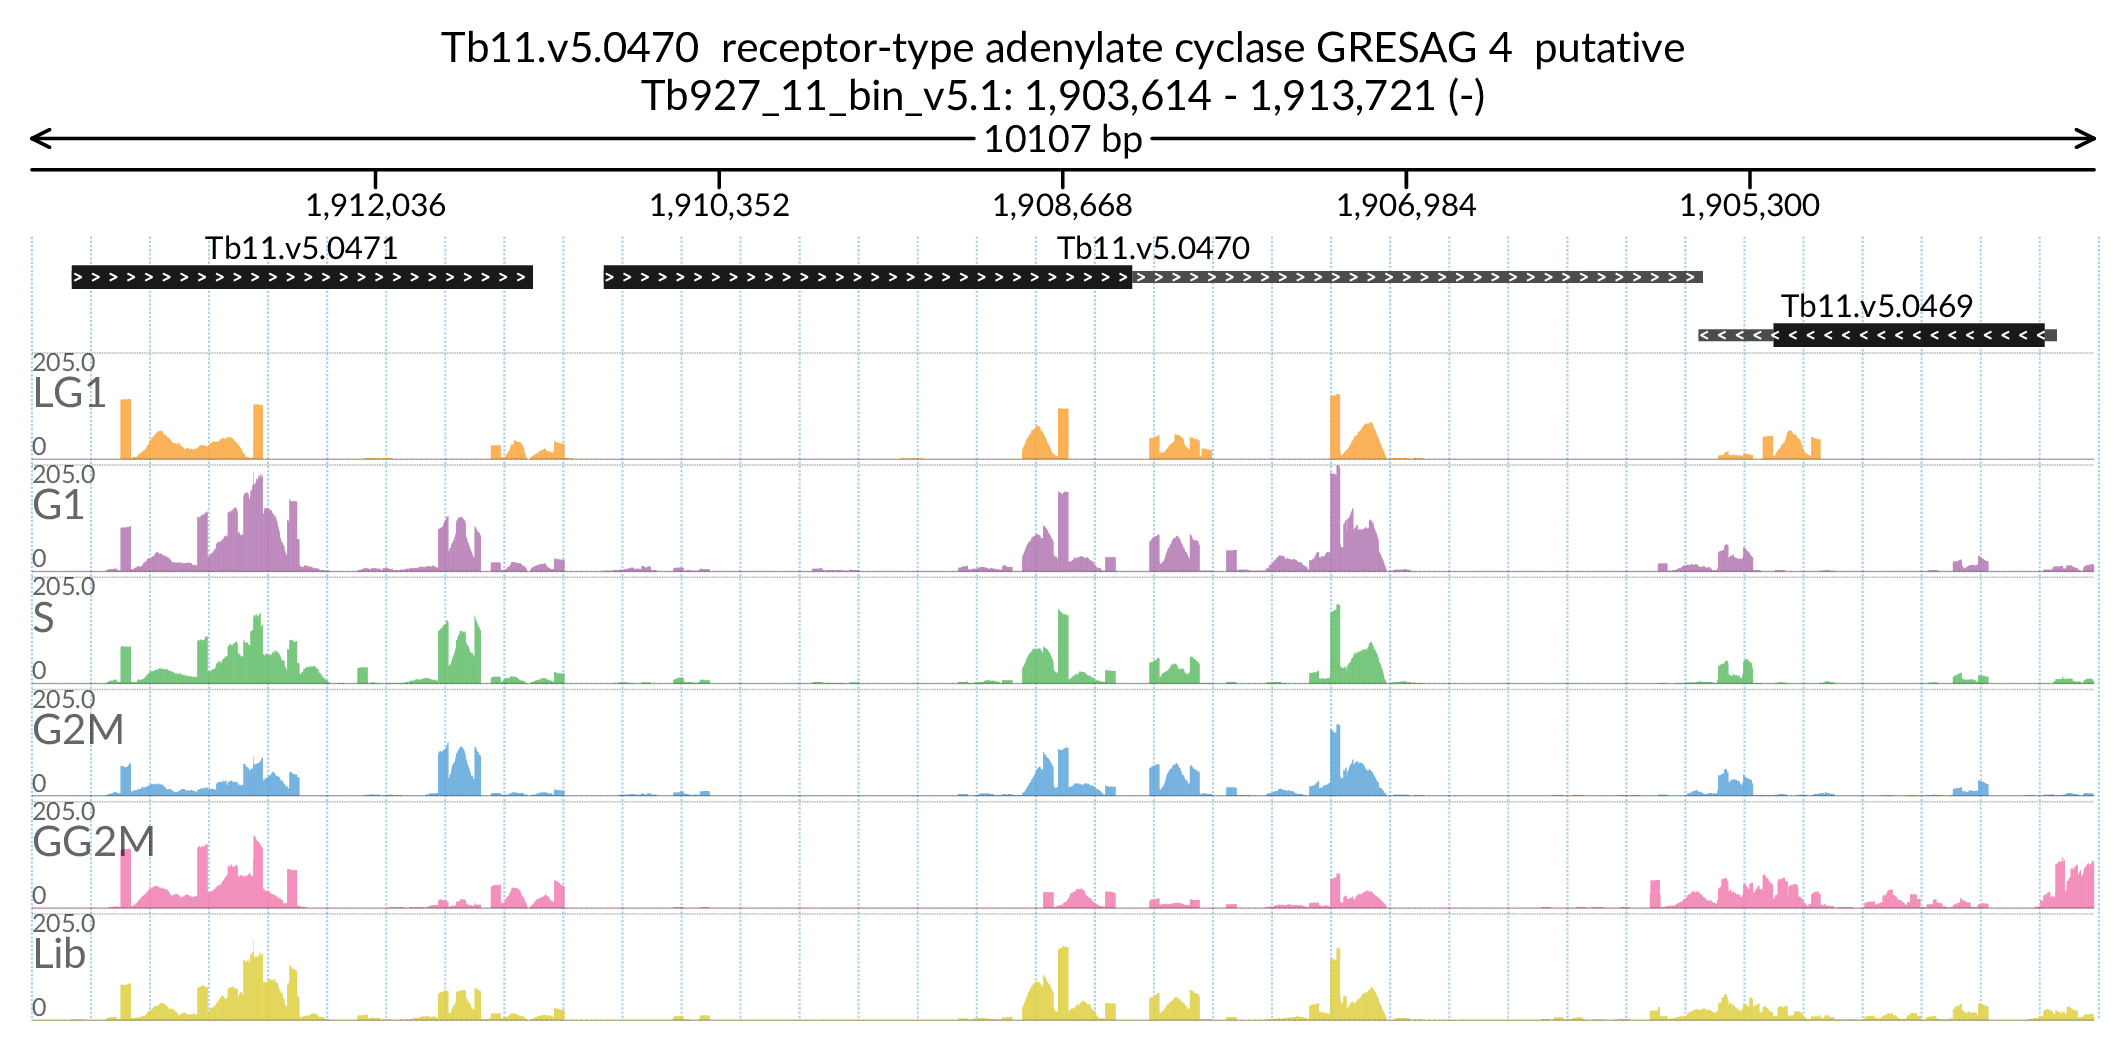 Tb11.v5.0470 receptor-type adenylate cyclase GRESAG 4 putative
Tb927_11_bin_v5.1: 1,903,614 - 1,913,721 (-)
10107 bp
1,912,036 1,910,352 1,908,668 1,906,984 1,905,300
Tb11.v5.0471 Tb11.v5.0470
Tb11.v5.0469
205.0
LG1
0
205.0
G1
0
205.0
S
0
205.0
G2M
0
205.0
GG2M
0
205.0
Lib
0